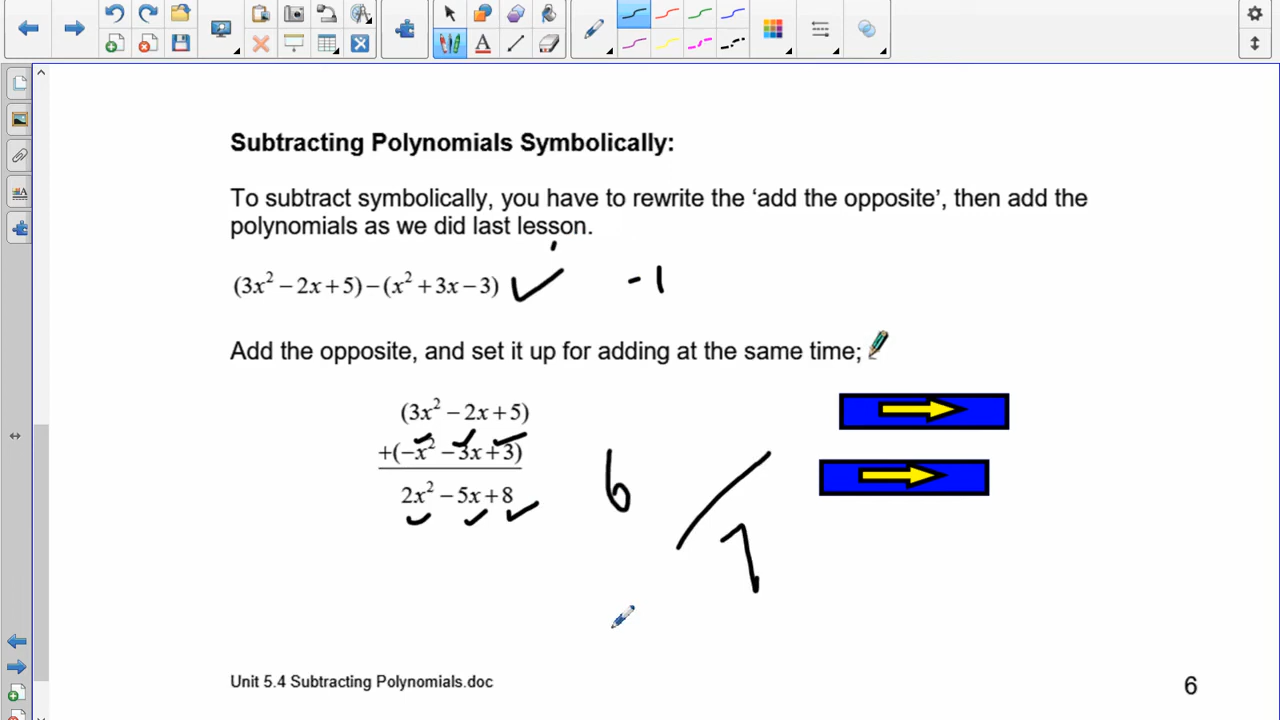 Subtracting Polynomials Symbolically:
To subtract symbolically, you have to rewrite the ‘add the opposite’, then add the
polynomials as we did last lesson.
(3x² − 2x + 5) − (x² + 3x − 3) ✓ -1
Add the opposite, and set it up for adding at the same time;
(3x² − 2x + 5)
+(−x² − 3x + 3)
2x² − 5x + 8
6/7
Unit 5.4 Subtracting Polynomials.doc
6